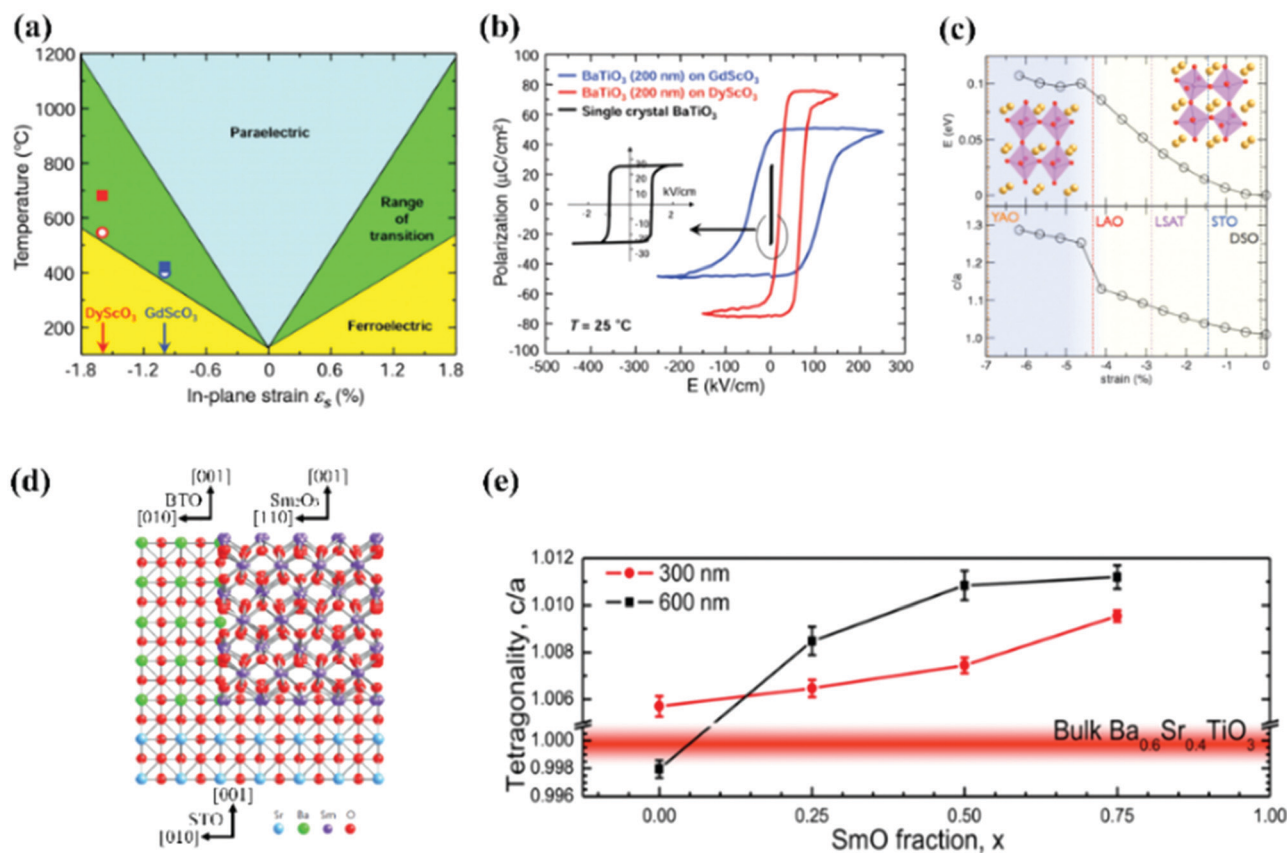 (a)
1200
1000
800
600
400
200
Temperature (°C)
Paraelectric
Range of
transition
Ferroelectric
DyScO₃
GdScO₃
-1.8
-1.2
-0.6
0
0.6
1.2
1.8
In-plane strain εs (%)
(b)
100
80
60
40
20
0
-20
-40
-60
-80
-100
Polarization (μC/cm²)
BaTiO₃ (200 nm) on GdScO₃
BaTiO₃ (200 nm) on DyScO₃
Single crystal BaTiO₃
30
20
kV/cm
-2
2
-20
-30
T = 25 °C
-500
-400
-300
-200
-100
0
100
200
300
E (kV/cm)
(c)
0.1
0.05
0
E (eV)
YAO
LAO
LSAT
STO
DSO
1.3
1.2
1.1
1.0
c/a
-7
-6
-5
-4
-3
-2
-1
0
strain (%)
(d)
[001]
[001]
BTO
Sm₂O₃
[010]
[110]
[001]
STO
[010]
Sr
Ba
Sm
O
(e)
1.012
1.010
1.008
1.006
1.000
0.998
0.996
Tetragonality, c/a
300 nm
600 nm
Bulk Ba₀.₆Sr₀.₄TiO₃
0.00
0.25
0.50
0.75
1.00
SmO fraction, x